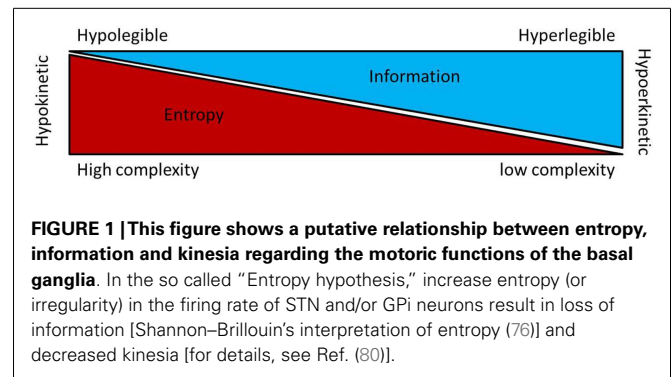 Hypolegible Hyperlegible
Information
Hypokinetic
Hypoerkinetic
Entropy
High complexity low complexity
FIGURE 1 | This figure shows a putative relationship between entropy,
information and kinesia regarding the motoric functions of the basal
ganglia. In the so called “Entropy hypothesis,” increase entropy (or
irregularity) in the firing rate of STN and/or GPi neurons result in loss of
information [Shannon–Brillouin’s interpretation of entropy (76)] and
decreased kinesia [for details, see Ref. (80)].